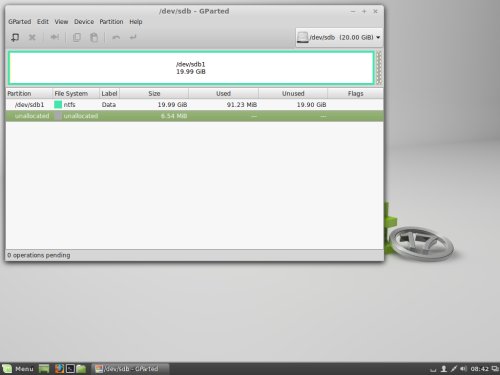 /dev/sdb - GParted
GParted Edit View Device Partition Help
/dev/sdb (20.00 GiB)
/dev/sdb1
19.99 GiB
Partition File System Label Size Used Unused Flags
/dev/sdb1 ntfs Data 19.99 GiB 91.23 MiB 19.90 GiB
unallocated unallocated 6.54 MiB --- ---
0 operations pending
17
Menu /dev/sdb - GParted 08:42